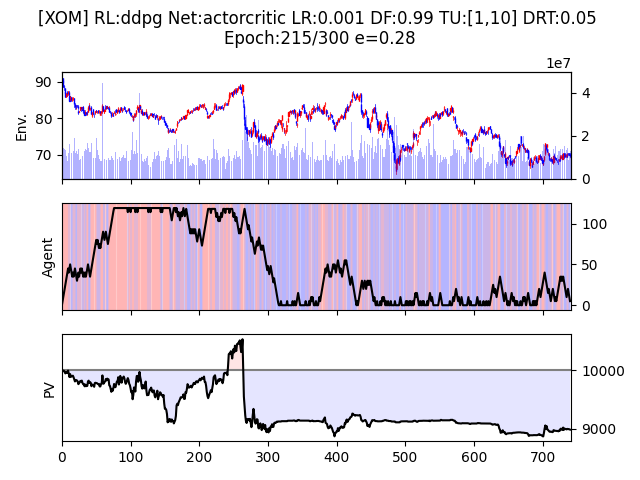 [XOM] RL:ddpg Net:actorcritic LR:0.001 DF:0.99 TU:[1,10] DRT:0.05
Epoch:215/300 e=0.28
1e7
90
80
70
Env.
4
2
0
Agent
100
50
0
PV
10000
9000
0 100 200 300 400 500 600 700